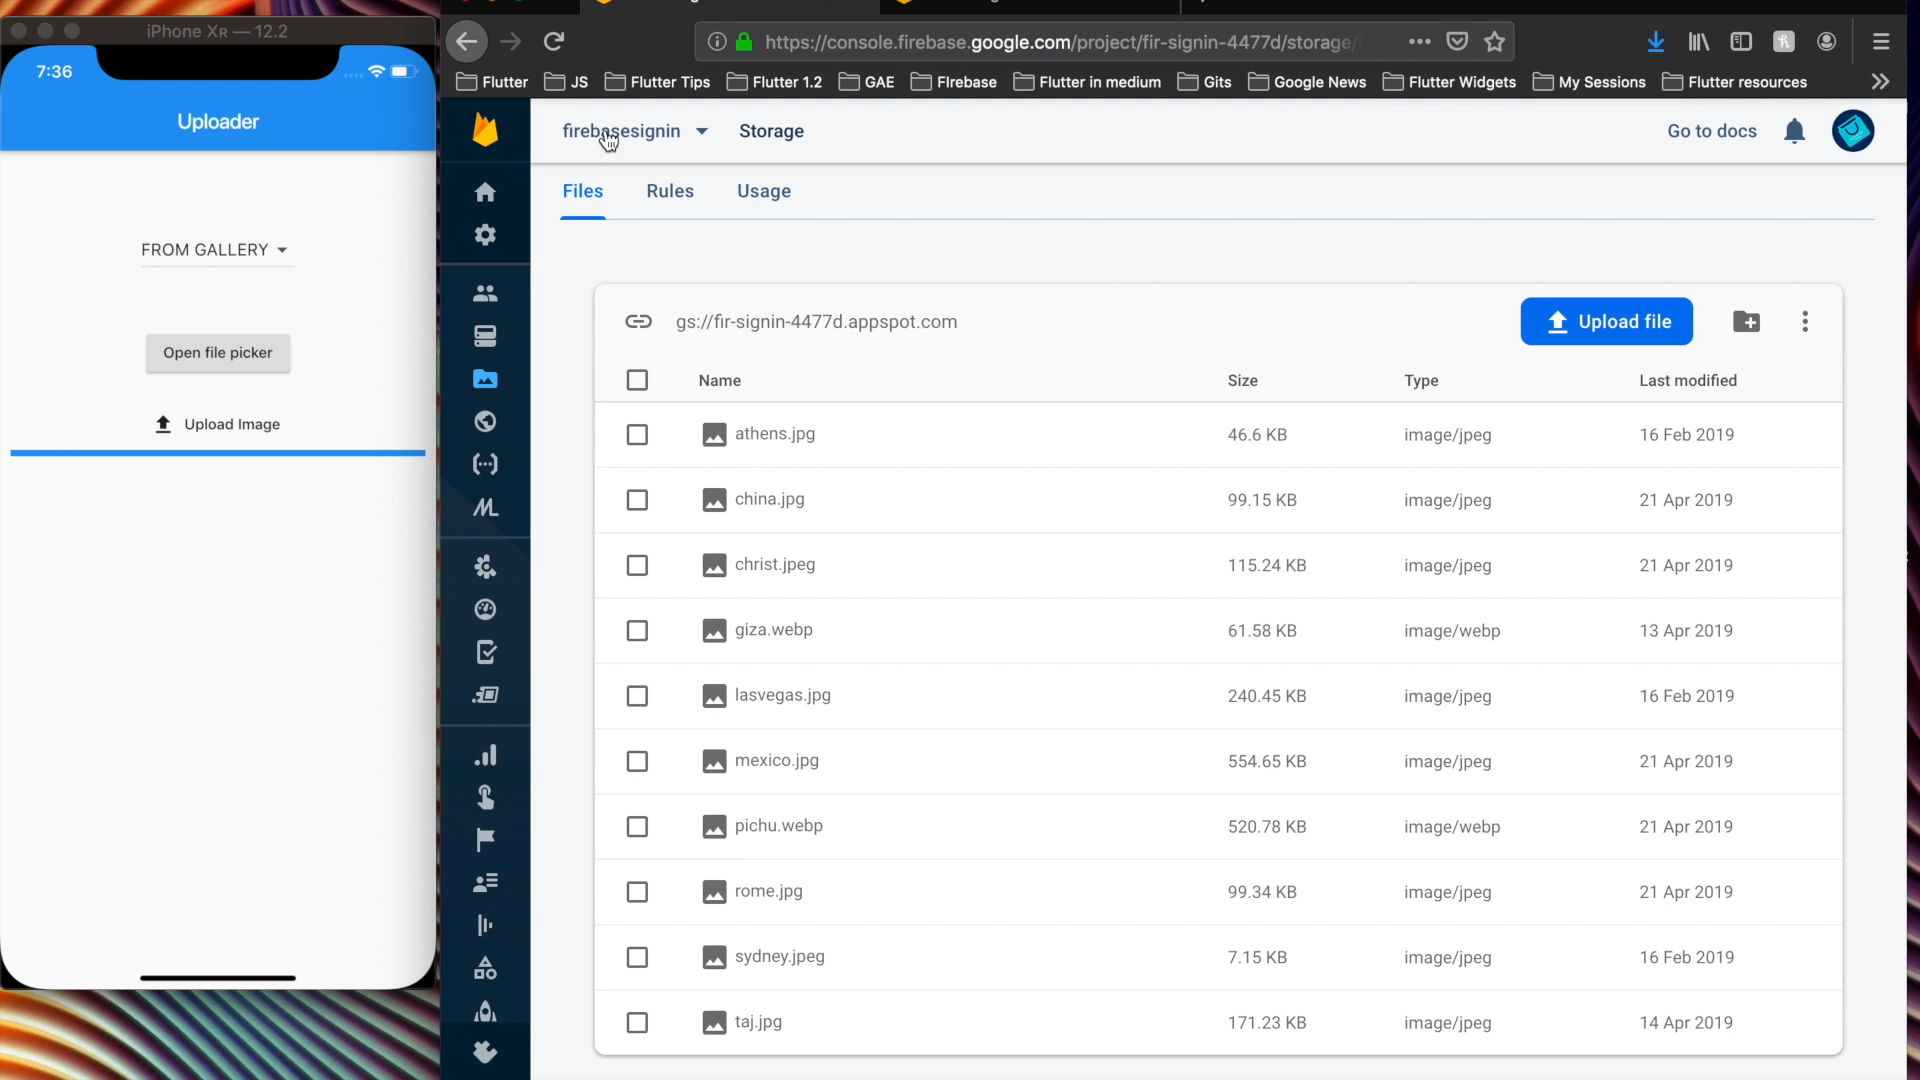 iPhone XR — 12.2
7:36
Uploader
FROM GALLERY
Open file picker
Upload Image
https://console.firebase.google.com/project/fir-signin-4477d/storage/
Flutter
JS
Flutter Tips
Flutter 1.2
GAE
FIrebase
Flutter in medium
Gits
Google News
Flutter Widgets
My Sessions
Flutter resources
firebasesignin
Storage
Go to docs
Files
Rules
Usage
gs://fir-signin-4477d.appspot.com
Upload file
Name Size Type Last modified
athens.jpg 46.6 KB image/jpeg 16 Feb 2019
china.jpg 99.15 KB image/jpeg 21 Apr 2019
christ.jpeg 115.24 KB image/jpeg 21 Apr 2019
giza.webp 61.58 KB image/webp 13 Apr 2019
lasvegas.jpg 240.45 KB image/jpeg 16 Feb 2019
mexico.jpg 554.65 KB image/jpeg 21 Apr 2019
pichu.webp 520.78 KB image/webp 21 Apr 2019
rome.jpg 99.34 KB image/jpeg 21 Apr 2019
sydney.jpeg 7.15 KB image/jpeg 16 Feb 2019
taj.jpg 171.23 KB image/jpeg 14 Apr 2019